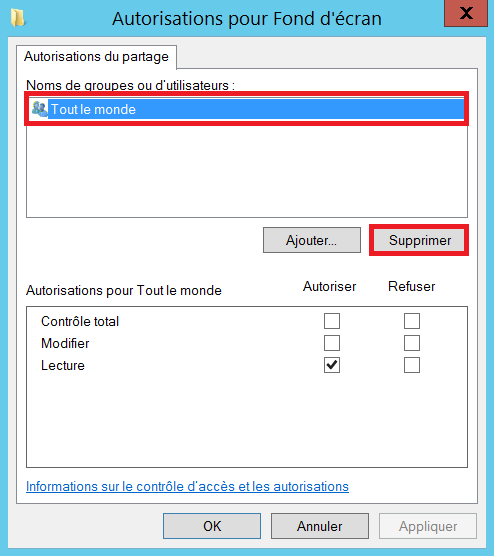 Autorisations pour Fond d'écran
X
Autorisations du partage
Noms de groupes ou d'utilisateurs :
Tout le monde
Ajouter... Supprimer
Autorisations pour Tout le monde Autoriser Refuser
Contrôle total
Modifier
Lecture
Informations sur le contrôle d'accès et les autorisations
OK Annuler Appliquer